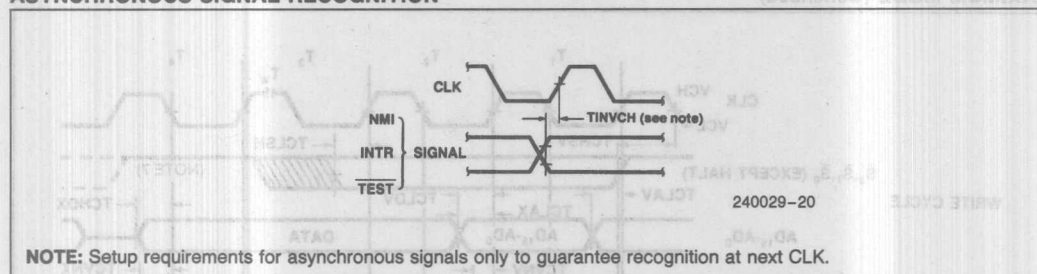 ASYNCHRONOUS SIGNAL RECOGNITION
CLK
TINVCH (see note)
NMI
INTR
TEST
SIGNAL
240029–20
NOTE: Setup requirements for asynchronous signals only to guarantee recognition at next CLK.